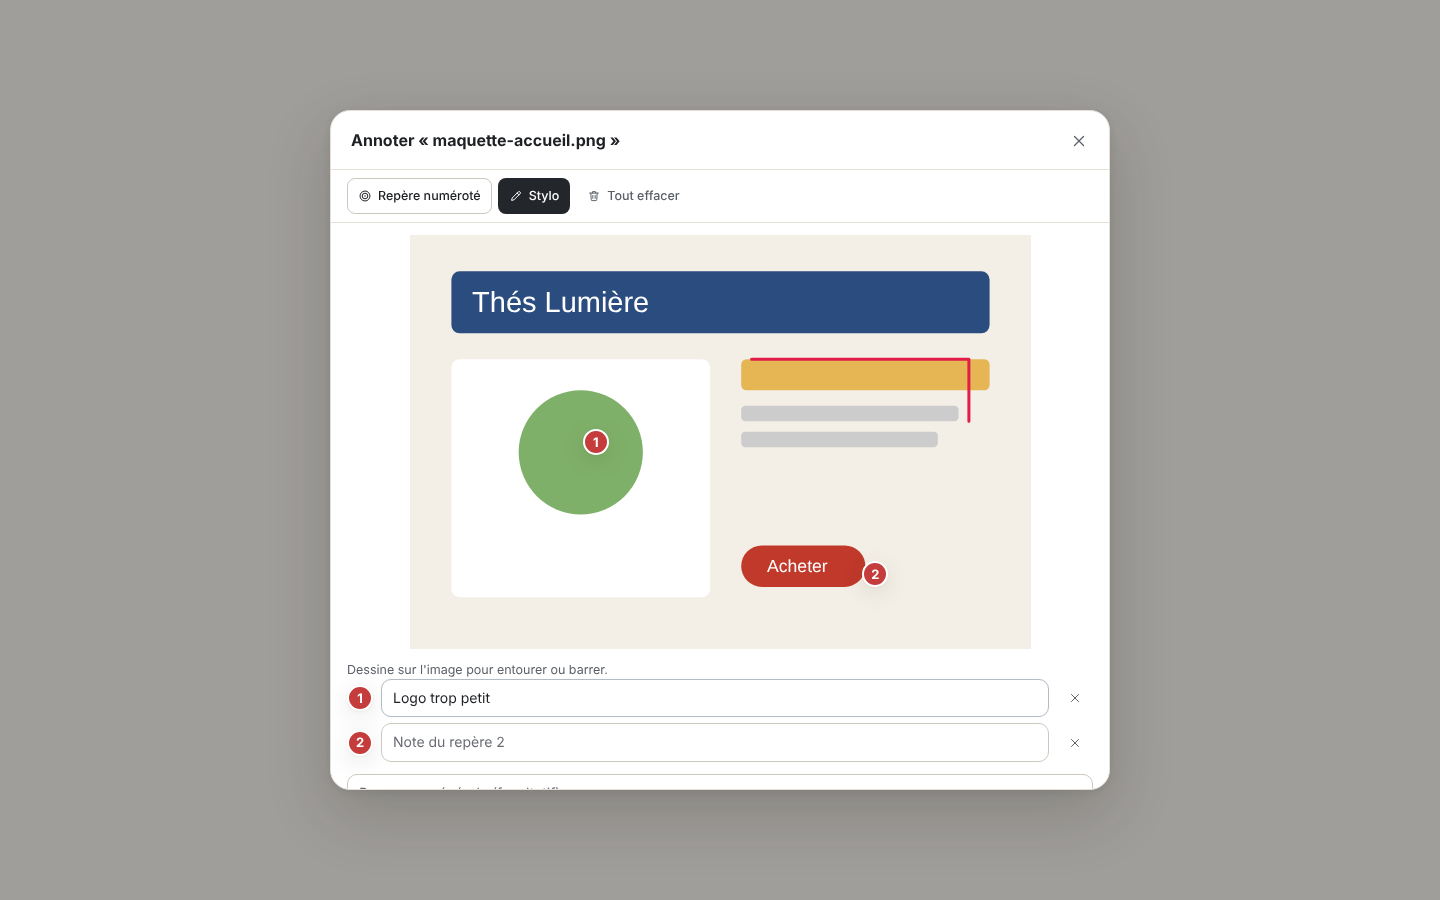 Annoter « maquette-accueil.png »
Repère numéroté
Stylo
Tout effacer
Thés Lumière
1
Acheter
2
Dessine sur l'image pour entourer ou barrer.
1 Logo trop petit
2 Note du repère 2